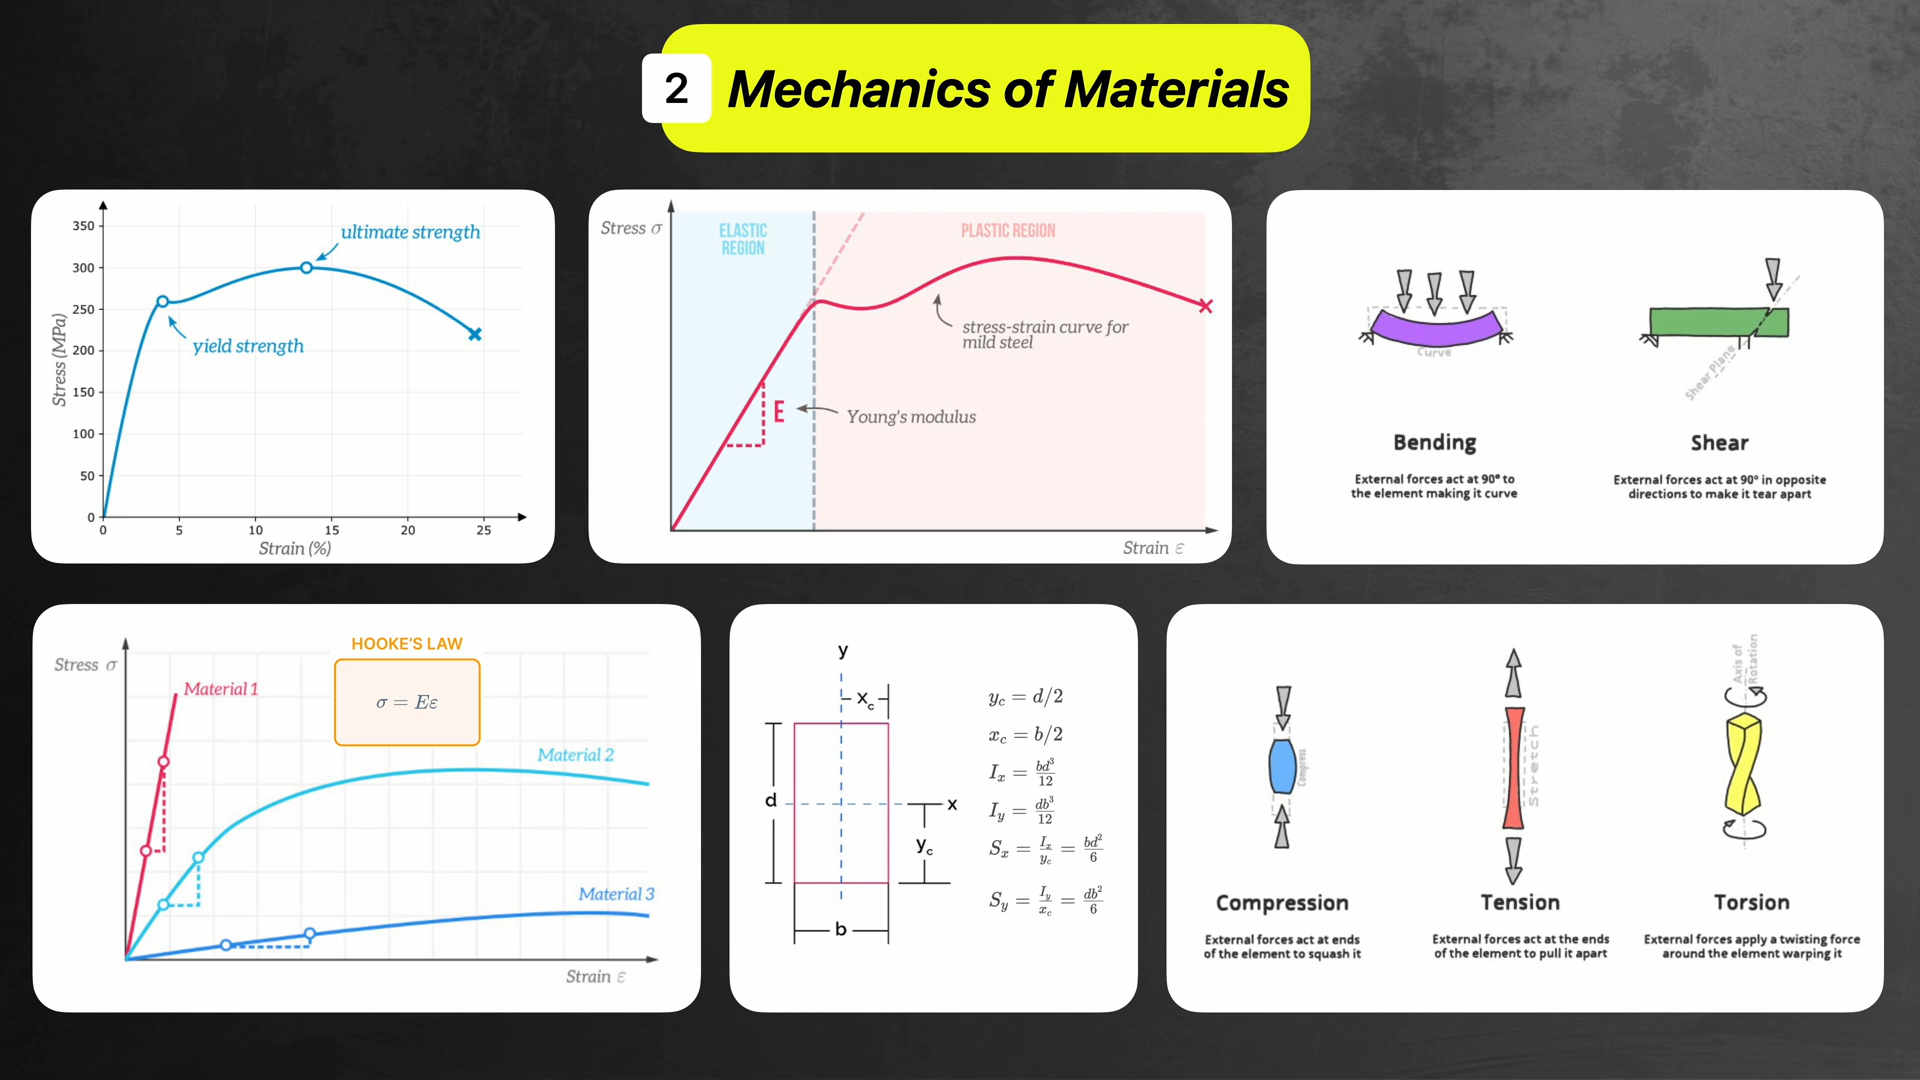 2
Mechanics of Materials
350
300
250
200
150
100
50
0
0 5 10 15 20 25
Stress (MPa)
Strain (%)
ultimate strength
yield strength
Stress σ
ELASTIC
REGION
PLASTIC REGION
stress-strain curve for
mild steel
E
Young's modulus
Strain ε
Curve
Bending
External forces act at 90° to
the element making it curve
Shear Plane
Shear
External forces act at 90° in opposite
directions to make it tear apart
Stress σ
HOOKE'S LAW
σ = Eε
Material 1
Material 2
Material 3
Strain ε
y
x_c
d
x
y_c
b
y_c = d/2
x_c = b/2
I_x = bd³/12
I_y = db³/12
S_x = I_x/y_c = bd²/6
S_y = I_y/x_c = db²/6
Compress
Compression
External forces act at ends
of the element to squash it
Stretch
Tension
External forces act at the ends
of the element to pull it apart
Axis of
Rotation
Torsion
External forces apply a twisting force
around the element warping it